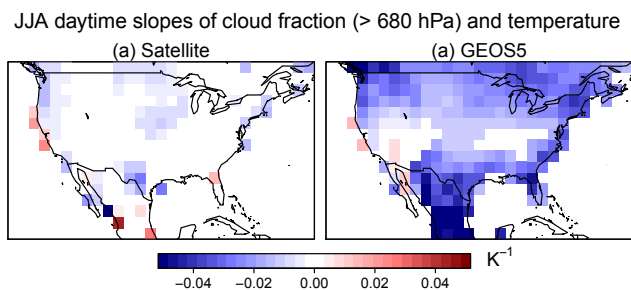 JJA daytime slopes of cloud fraction (> 680 hPa) and temperature
(a) Satellite
(a) GEOS5
−0.04 −0.02 0.00 0.02 0.04 K⁻¹